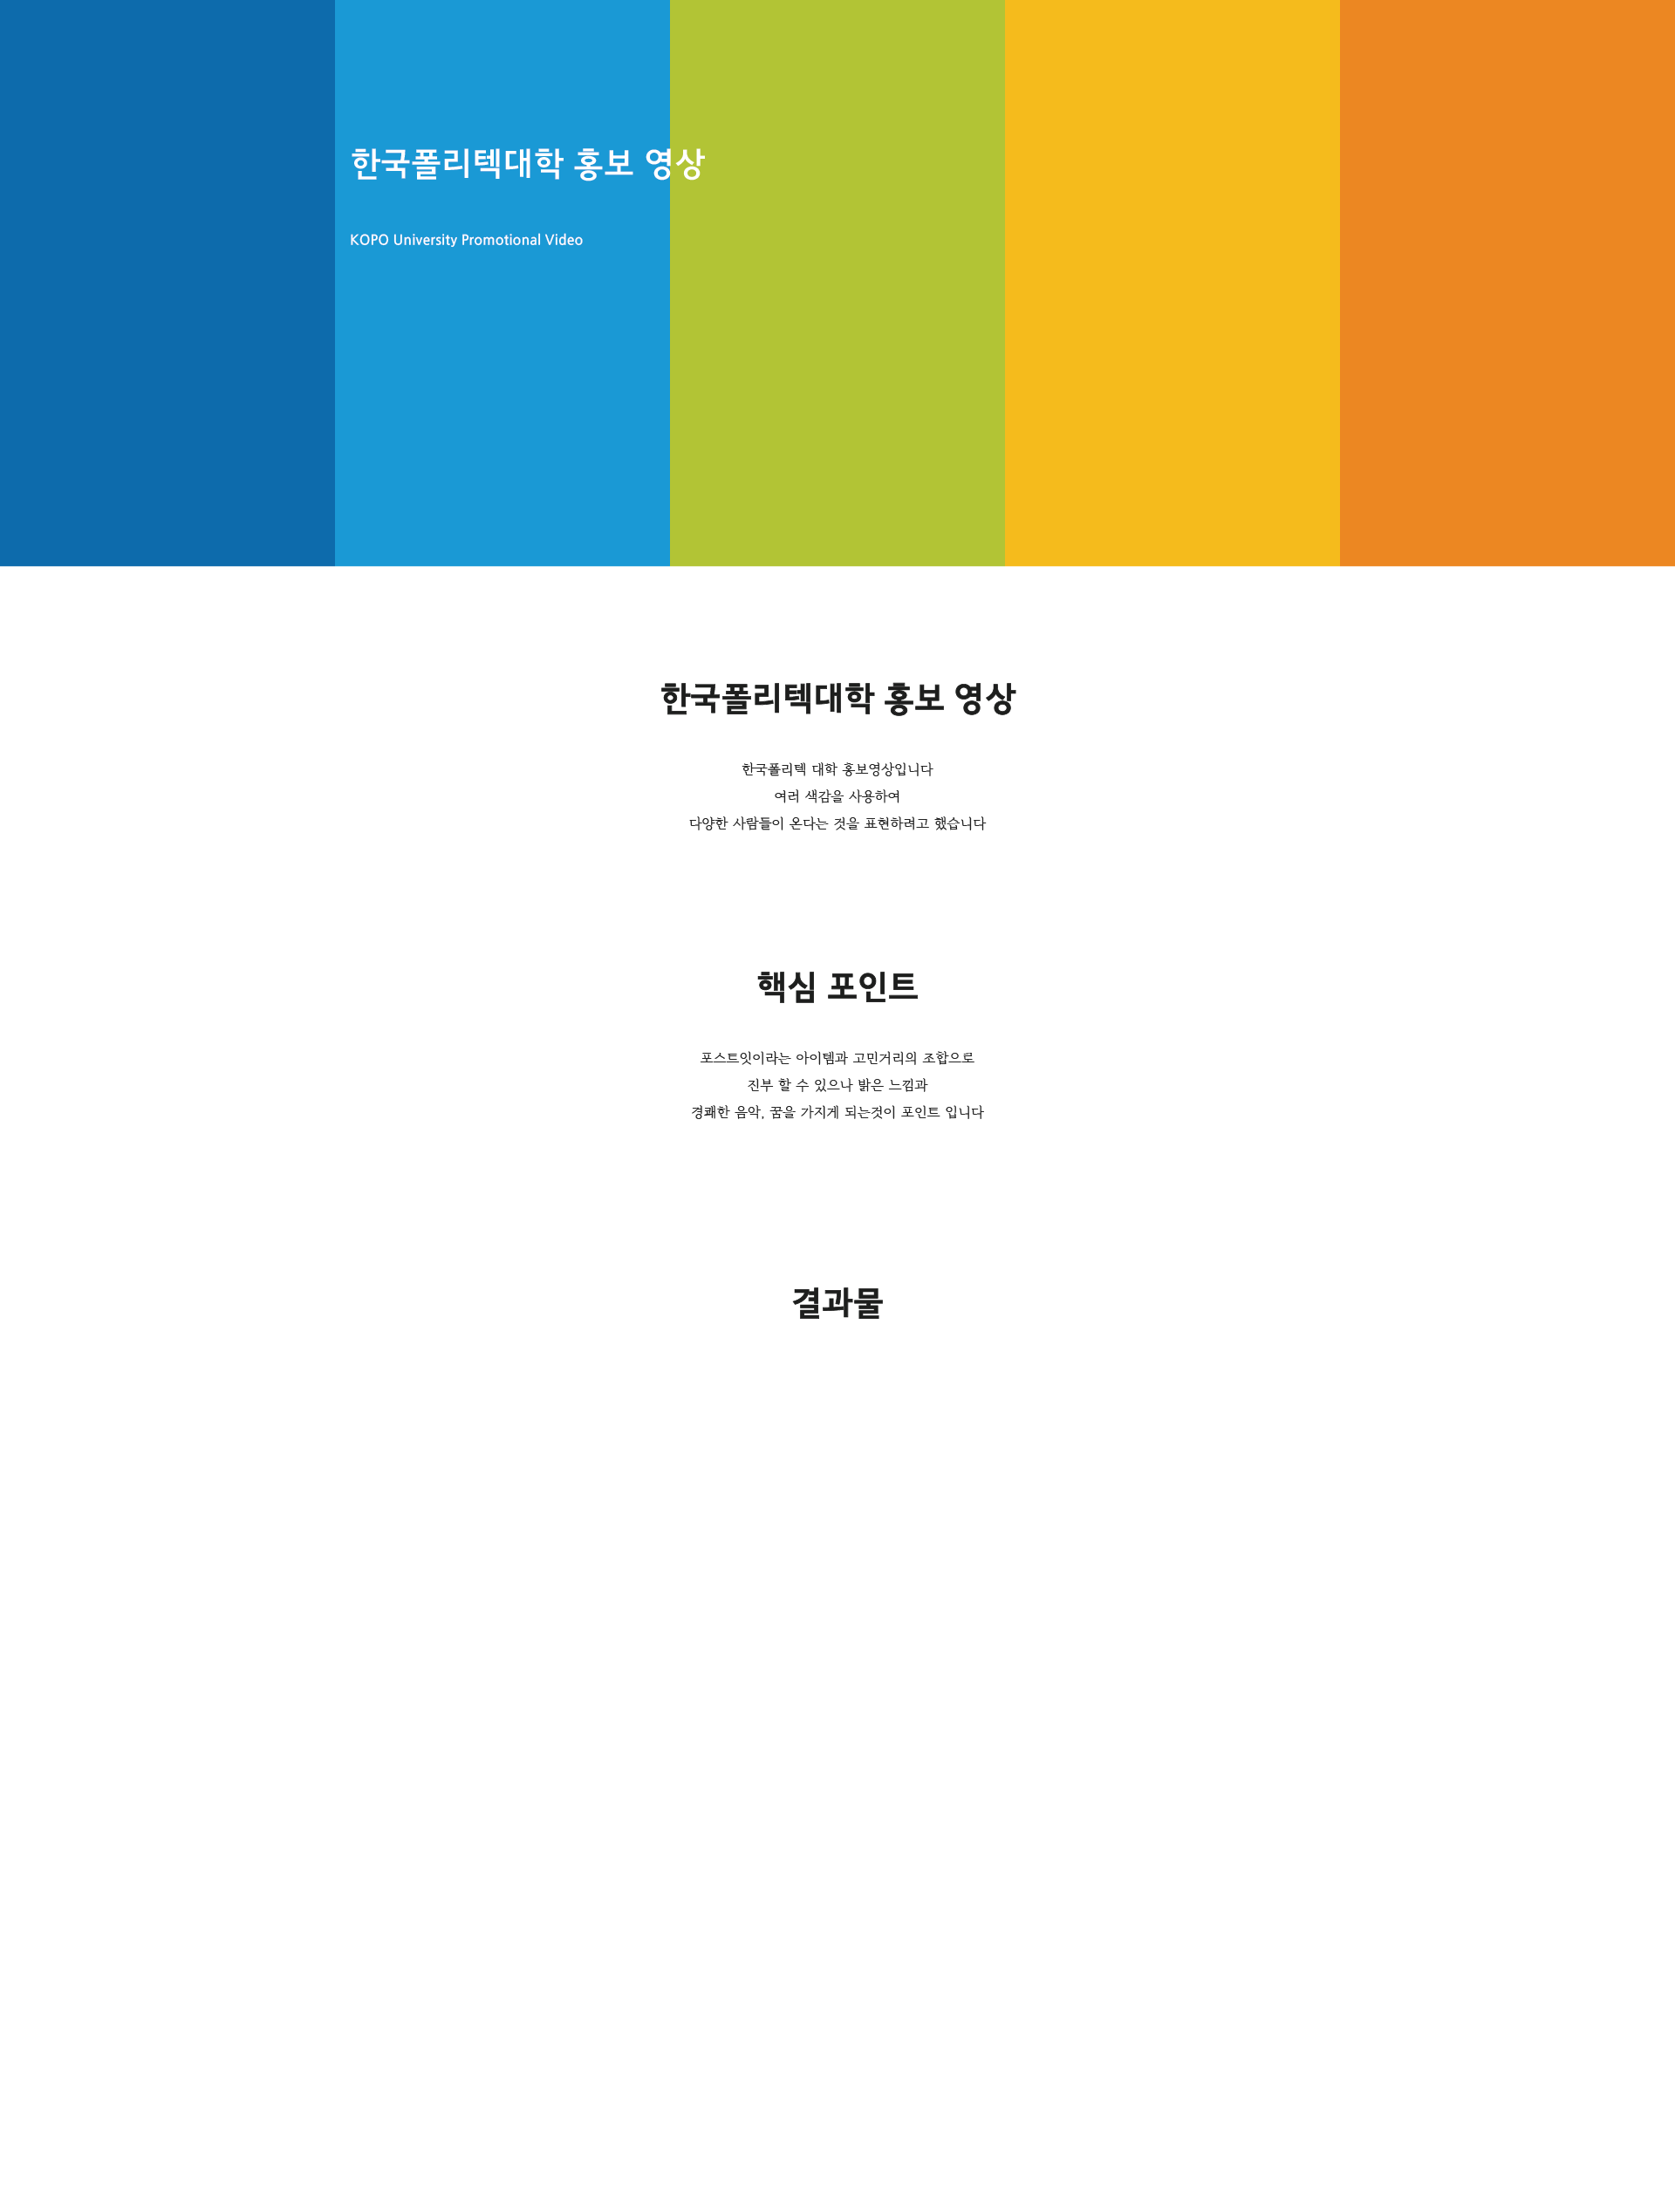 한국폴리텍대학 홍보 영상
KOPO University Promotional Video
한국폴리텍대학 홍보 영상
한국폴리텍 대학 홍보영상입니다
여러 색감을 사용하여
다양한 사람들이 온다는 것을 표현하려고 했습니다
핵심 포인트
포스트잇이라는 아이템과 고민거리의 조합으로
진부 할 수 있으나 밝은 느낌과
경쾌한 음악, 꿈을 가지게 되는것이 포인트 입니다
결과물